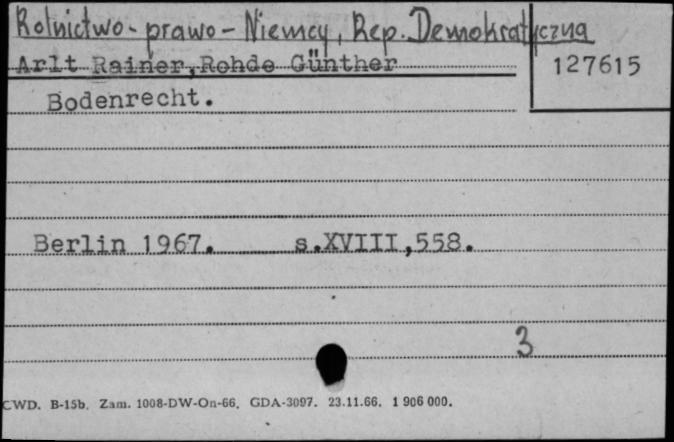 Rolnictwo - prawo - Niemcy, Rep. Demokratyczna
Arlt Rainer, Rohde Günther
127615
Bodenrecht.
Berlin 1967. s.XVIII,558.
3
CWD. B-15b. Zam. 1008-DW-On-66. GDA-3097. 23.11.66. 1 906 000.